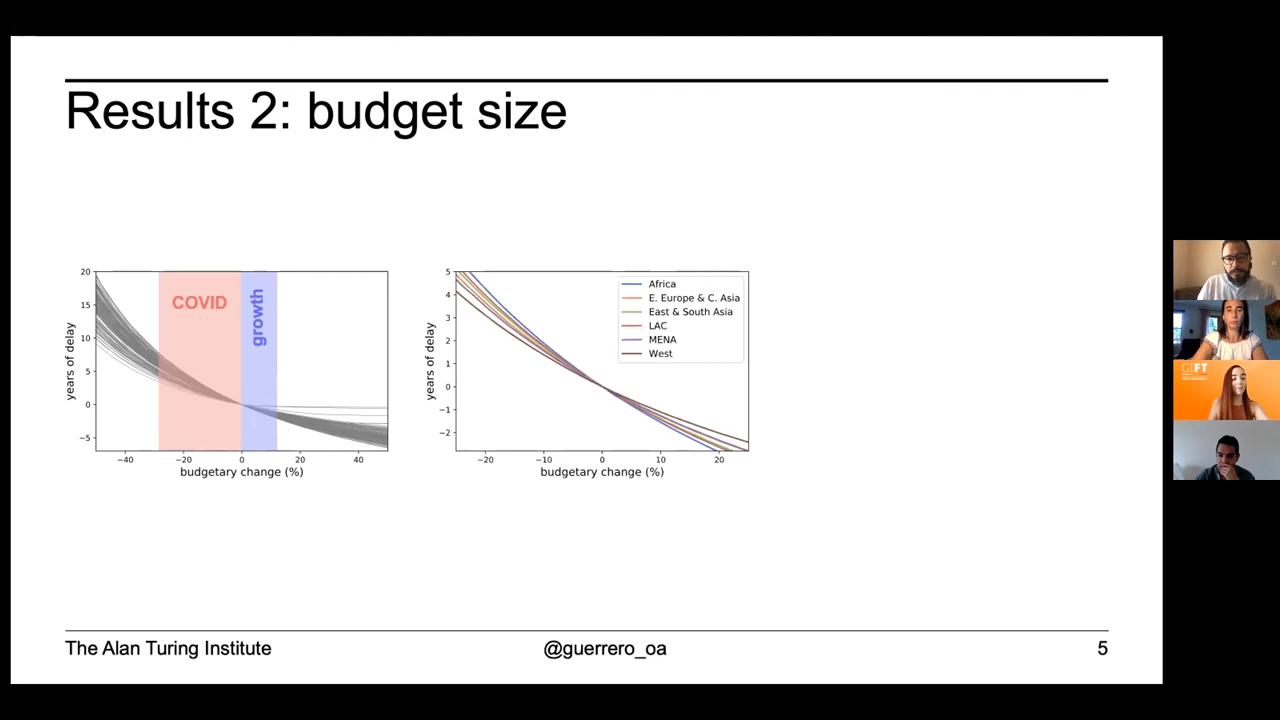 Results 2: budget size
20
15
10
5
0
−5
years of delay
COVID
growth
−40
−20
0
20
40
budgetary change (%)
5
4
3
2
1
0
−1
−2
years of delay
Africa
E. Europe & C. Asia
East & South Asia
LAC
MENA
West
−20
−10
0
10
20
budgetary change (%)
The Alan Turing Institute
@guerrero_oa
5
GIFT